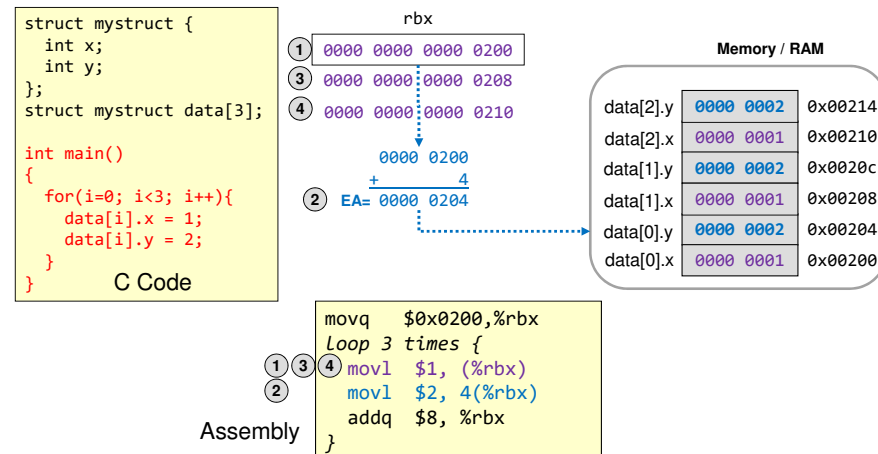 struct mystruct {
  int x;
  int y;
};
struct mystruct data[3];
int main()
{
  for(i=0; i<3; i++){
    data[i].x = 1;
    data[i].y = 2;
  }
}
C Code
rbx
1 0000 0000 0000 0200
3 0000 0000 0000 0208
4 0000 0000 0000 0210
0000 0200
+ 4
2 EA= 0000 0204
Memory / RAM
data[2].y 0000 0002 0x00214
data[2].x 0000 0001 0x00210
data[1].y 0000 0002 0x0020c
data[1].x 0000 0001 0x00208
data[0].y 0000 0002 0x00204
data[0].x 0000 0001 0x00200
movq $0x0200,%rbx
loop 3 times {
1 3 4 movl $1, (%rbx)
2 movl $2, 4(%rbx)
addq $8, %rbx
}
Assembly